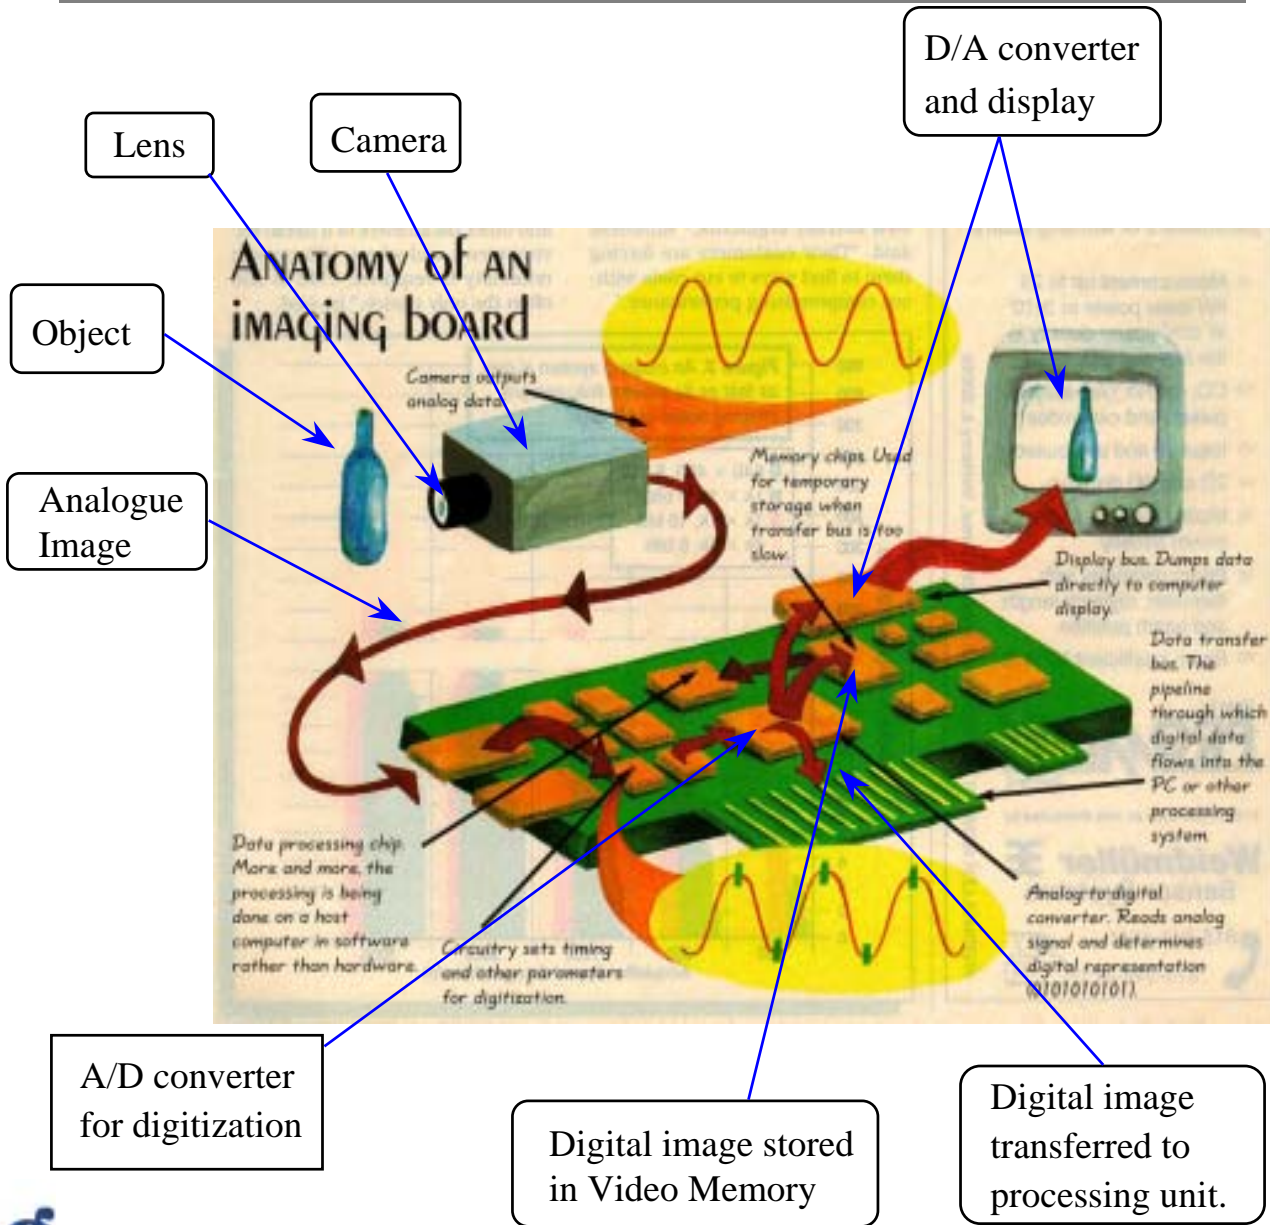 D/A converter
and display
Lens
Camera
Object
Analogue
Image
ANATOMY of AN
imAGiNG boARd
Camera outputs
analog data.
Memory chips. Used
for temporary
storage when
transfer bus is too
slow.
Display bus. Dumps data
directly to computer
display.
Data transfer
bus. The
pipeline
through which
digital data
flows into the
PC or other
processing
system
Data processing chip.
More and more, the
processing is being
done on a host
computer in software
rather than hardware.
Circuitry sets timing
and other parameters
for digitization.
Analog-to-digital
converter. Reads analog
signal and determines
digital representation
(0101010101).
A/D converter
for digitization
Digital image stored
in Video Memory
Digital image
transferred to
processing unit.